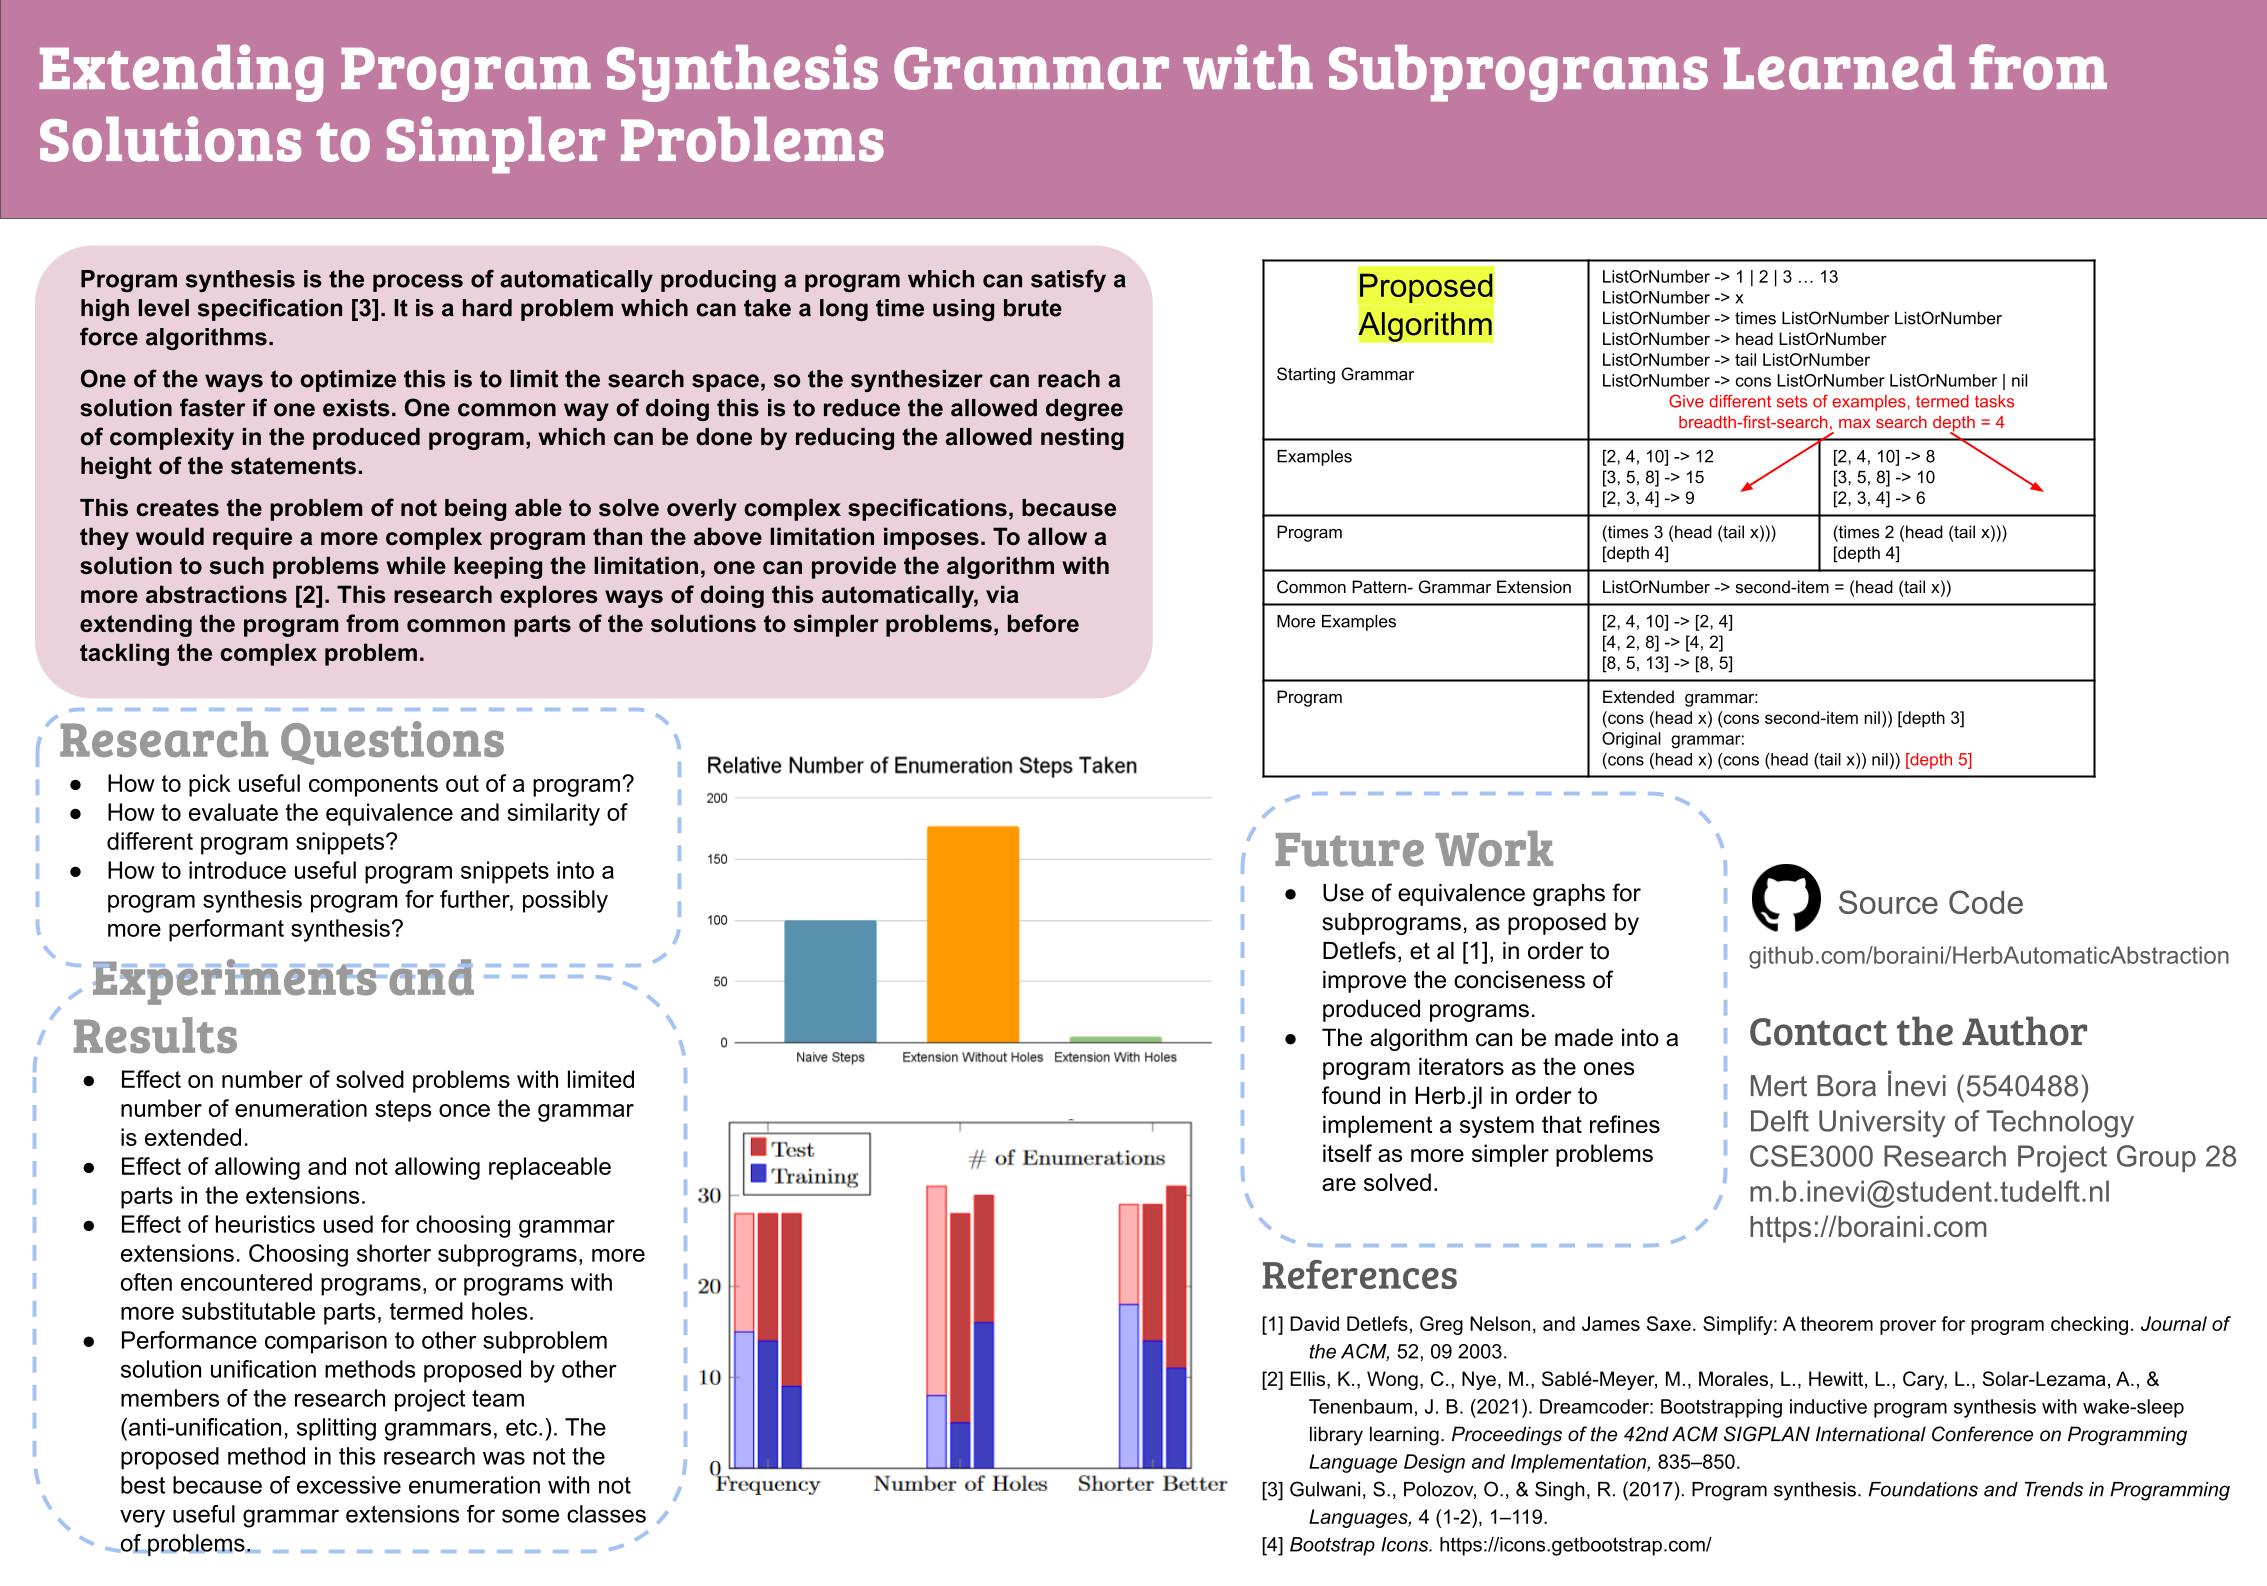 Extending Program Synthesis Grammar with Subprograms Learned from
Solutions to Simpler Problems
Program synthesis is the process of automatically producing a program which can satisfy a
high level specification [3]. It is a hard problem which can take a long time using brute
force algorithms.
One of the ways to optimize this is to limit the search space, so the synthesizer can reach a
solution faster if one exists. One common way of doing this is to reduce the allowed degree
of complexity in the produced program, which can be done by reducing the allowed nesting
height of the statements.
This creates the problem of not being able to solve overly complex specifications, because
they would require a more complex program than the above limitation imposes. To allow a
solution to such problems while keeping the limitation, one can provide the algorithm with
more abstractions [2]. This research explores ways of doing this automatically, via
extending the program from common parts of the solutions to simpler problems, before
tackling the complex problem.
Research Questions
● How to pick useful components out of a program?
● How to evaluate the equivalence and similarity of
different program snippets?
● How to introduce useful program snippets into a
program synthesis program for further, possibly
more performant synthesis?
Experiments and
Results
● Effect on number of solved problems with limited
number of enumeration steps once the grammar
is extended.
● Effect of allowing and not allowing replaceable
parts in the extensions.
● Effect of heuristics used for choosing grammar
extensions. Choosing shorter subprograms, more
often encountered programs, or programs with
more substitutable parts, termed holes.
● Performance comparison to other subproblem
solution unification methods proposed by other
members of the research project team
(anti-unification, splitting grammars, etc.). The
proposed method in this research was not the
best because of excessive enumeration with not
very useful grammar extensions for some classes
of problems.
Relative Number of Enumeration Steps Taken
200
150
100
50
0
Naive Steps Extension Without Holes Extension With Holes
Test
Training
# of Enumerations
30
20
10
0
Frequency Number of Holes Shorter Better
Proposed
Algorithm
Starting Grammar
ListOrNumber -> 1 | 2 | 3 … 13
ListOrNumber -> x
ListOrNumber -> times ListOrNumber ListOrNumber
ListOrNumber -> head ListOrNumber
ListOrNumber -> tail ListOrNumber
ListOrNumber -> cons ListOrNumber ListOrNumber | nil
Give different sets of examples, termed tasks
breadth-first-search, max search depth = 4
Examples
[2, 4, 10] -> 12
[3, 5, 8] -> 15
[2, 3, 4] -> 9
[2, 4, 10] -> 8
[3, 5, 8] -> 10
[2, 3, 4] -> 6
Program
(times 3 (head (tail x)))
[depth 4]
(times 2 (head (tail x)))
[depth 4]
Common Pattern- Grammar Extension
ListOrNumber -> second-item = (head (tail x))
More Examples
[2, 4, 10] -> [2, 4]
[4, 2, 8] -> [4, 2]
[8, 5, 13] -> [8, 5]
Program
Extended grammar:
(cons (head x) (cons second-item nil)) [depth 3]
Original grammar:
(cons (head x) (cons (head (tail x)) nil)) [depth 5]
Future Work
● Use of equivalence graphs for
subprograms, as proposed by
Detlefs, et al [1], in order to
improve the conciseness of
produced programs.
● The algorithm can be made into a
program iterators as the ones
found in Herb.jl in order to
implement a system that refines
itself as more simpler problems
are solved.
Source Code
github.com/boraini/HerbAutomaticAbstraction
Contact the Author
Mert Bora İnevi (5540488)
Delft University of Technology
CSE3000 Research Project Group 28
m.b.inevi@student.tudelft.nl
https://boraini.com
References
[1] David Detlefs, Greg Nelson, and James Saxe. Simplify: A theorem prover for program checking. Journal of
the ACM, 52, 09 2003.
[2] Ellis, K., Wong, C., Nye, M., Sablé-Meyer, M., Morales, L., Hewitt, L., Cary, L., Solar-Lezama, A., &
Tenenbaum, J. B. (2021). Dreamcoder: Bootstrapping inductive program synthesis with wake-sleep
library learning. Proceedings of the 42nd ACM SIGPLAN International Conference on Programming
Language Design and Implementation, 835–850.
[3] Gulwani, S., Polozov, O., & Singh, R. (2017). Program synthesis. Foundations and Trends in Programming
Languages, 4 (1-2), 1–119.
[4] Bootstrap Icons. https://icons.getbootstrap.com/